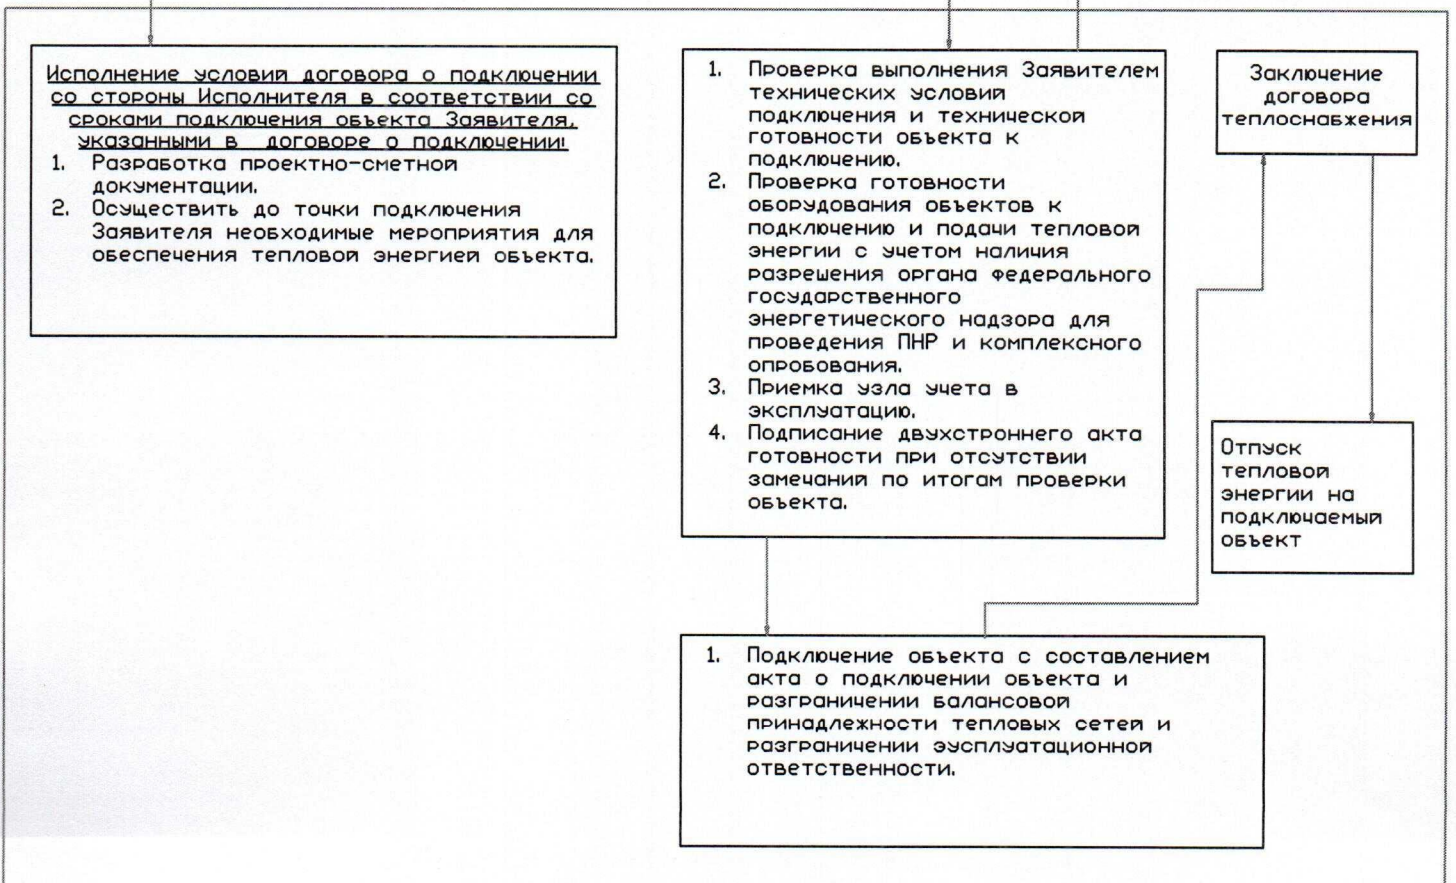 Исполнение условий договора о подключении
со стороны Исполнителя в соответствии со
сроками подключения объекта Заявителя,
указанными в договоре о подключении:
1. Разработка проектно-сметной
документации.
2. Осуществить до точки подключения
Заявителя необходимые мероприятия для
обеспечения тепловой энергией объекта.
1. Проверка выполнения Заявителем
технических условий
подключения и технической
готовности объекта к
подключению.
2. Проверка готовности
оборудования объектов к
подключению и подачи тепловой
энергии с учетом наличия
разрешения органа федерального
государственного
энергетического надзора для
проведения ПНР и комплексного
опробования.
3. Приемка узла учета в
эксплуатацию.
4. Подписание двухстроннего акта
готовности при отсутствии
замечаний по итогам проверки
объекта.
Заключение
договора
теплоснабжения
Отпуск
тепловой
энергии на
подключаемый
объект
1. Подключение объекта с составлением
акта о подключении объекта и
разграничении балансовой
принадлежности тепловых сетей и
разграничении эусплуатационной
ответственности.